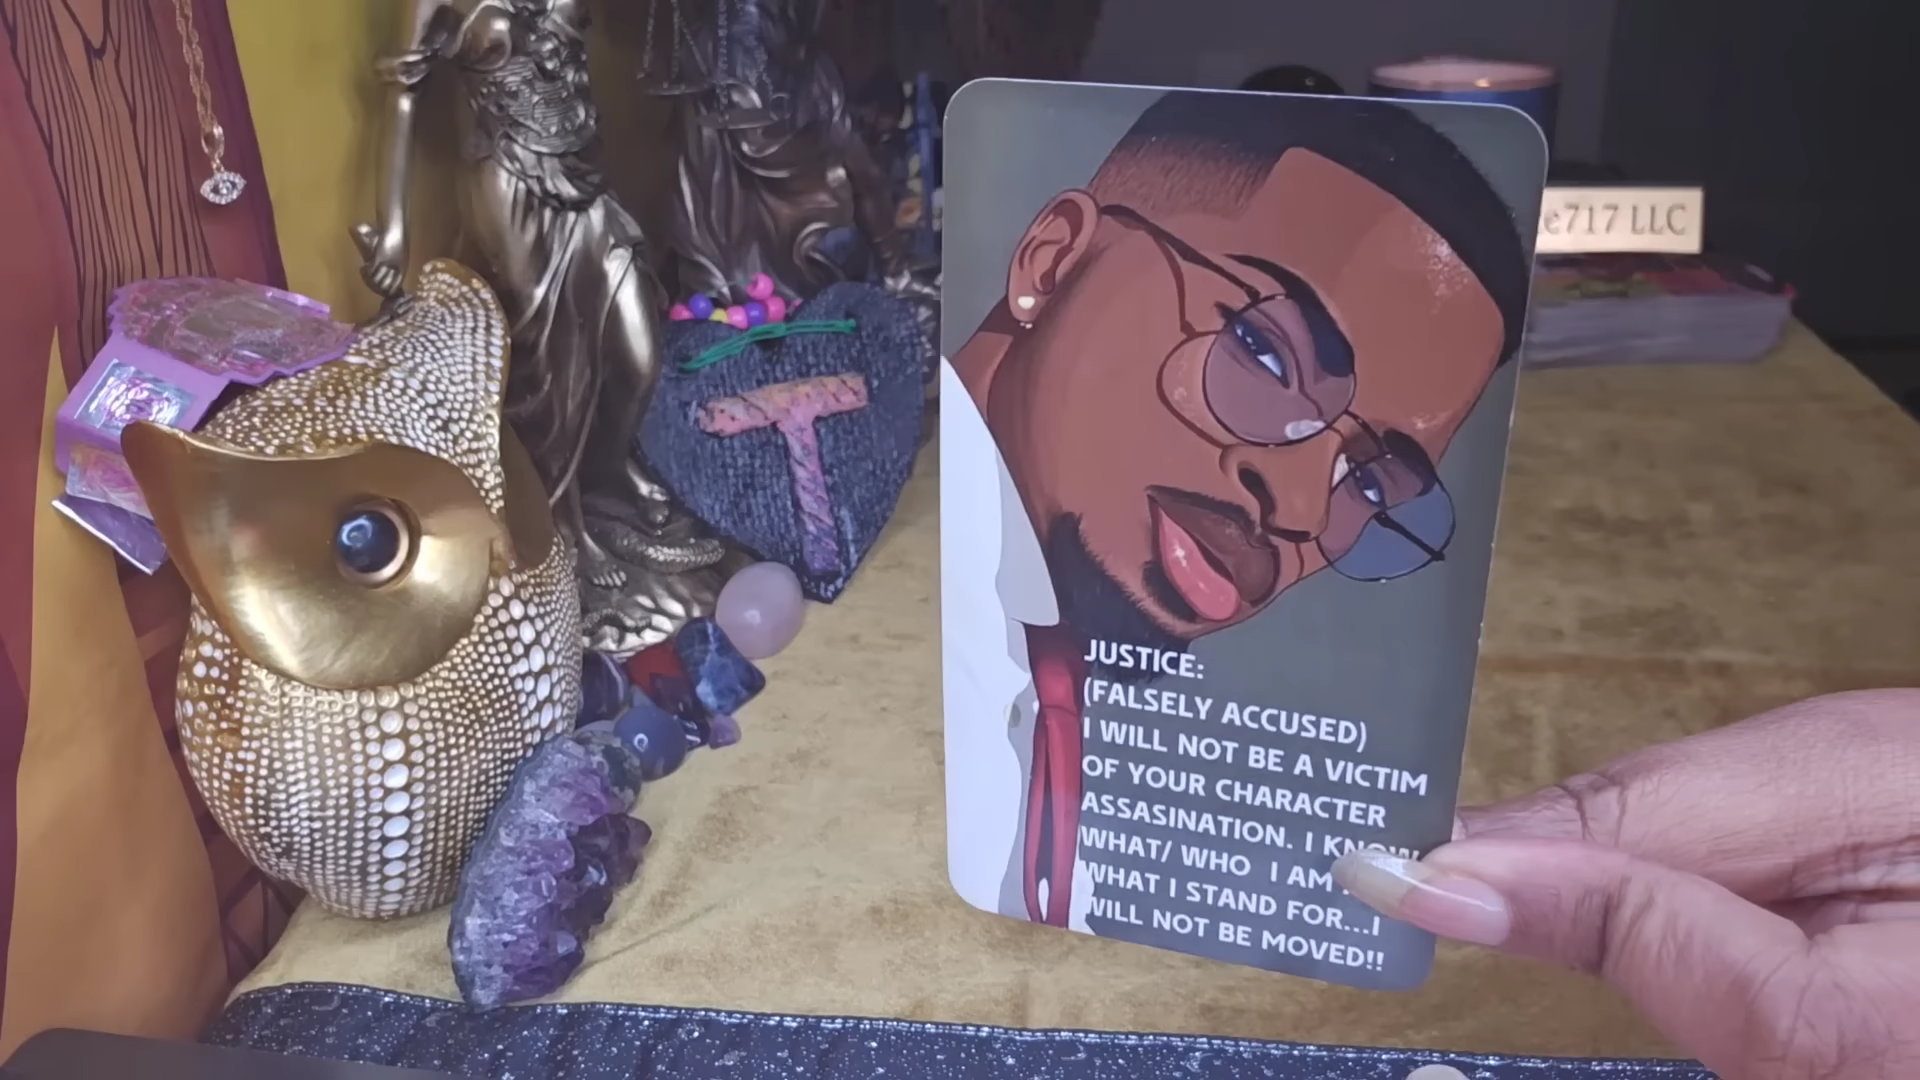 e717 LLC
T
JUSTICE:
(FALSELY ACCUSED)
I WILL NOT BE A VICTIM
OF YOUR CHARACTER
ASSASINATION. I KNOW
WHAT/ WHO I AM
WHAT I STAND FOR...I
WILL NOT BE MOVED!!